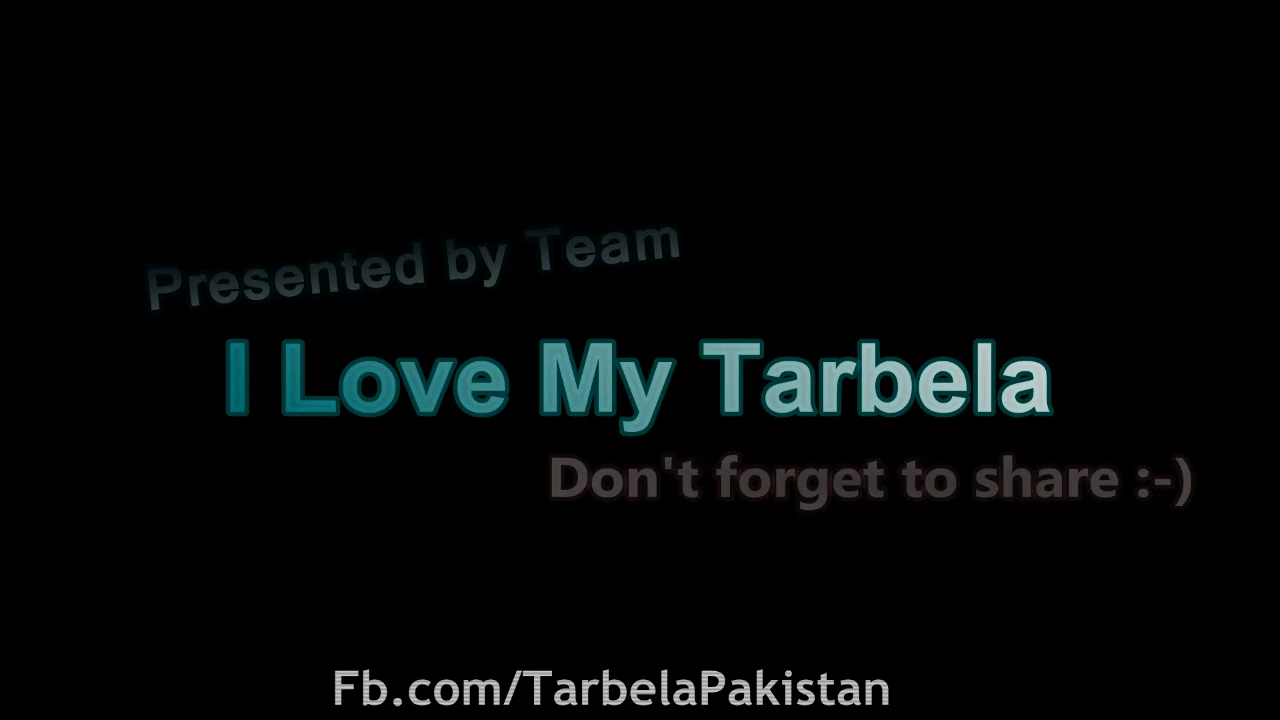 Presented by Team
I Love My Tarbela
Don't forget to share :-)
Fb.com/TarbelaPakistan